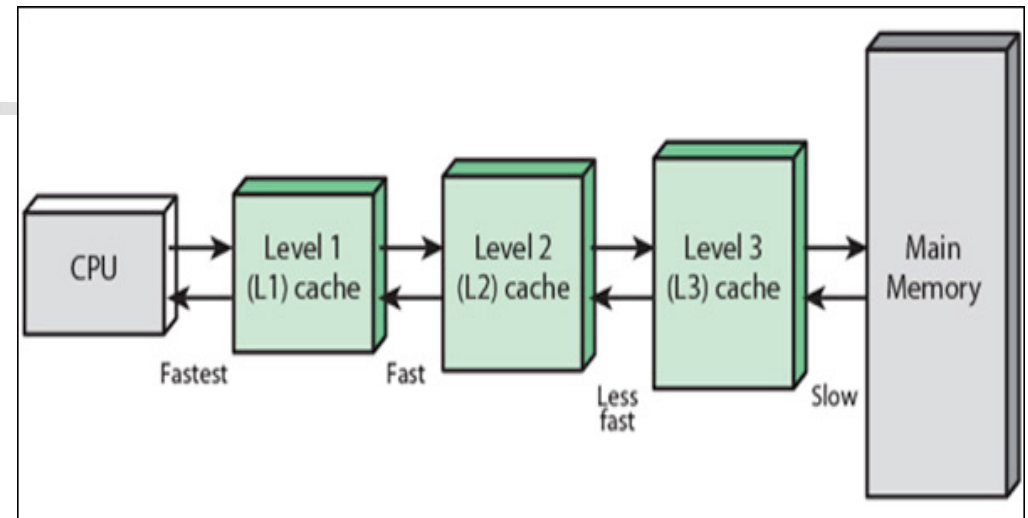 CPU
Level 1
(L1) cache
Level 2
(L2) cache
Level 3
(L3) cache
Main
Memory
Fastest
Fast
Less
fast
Slow